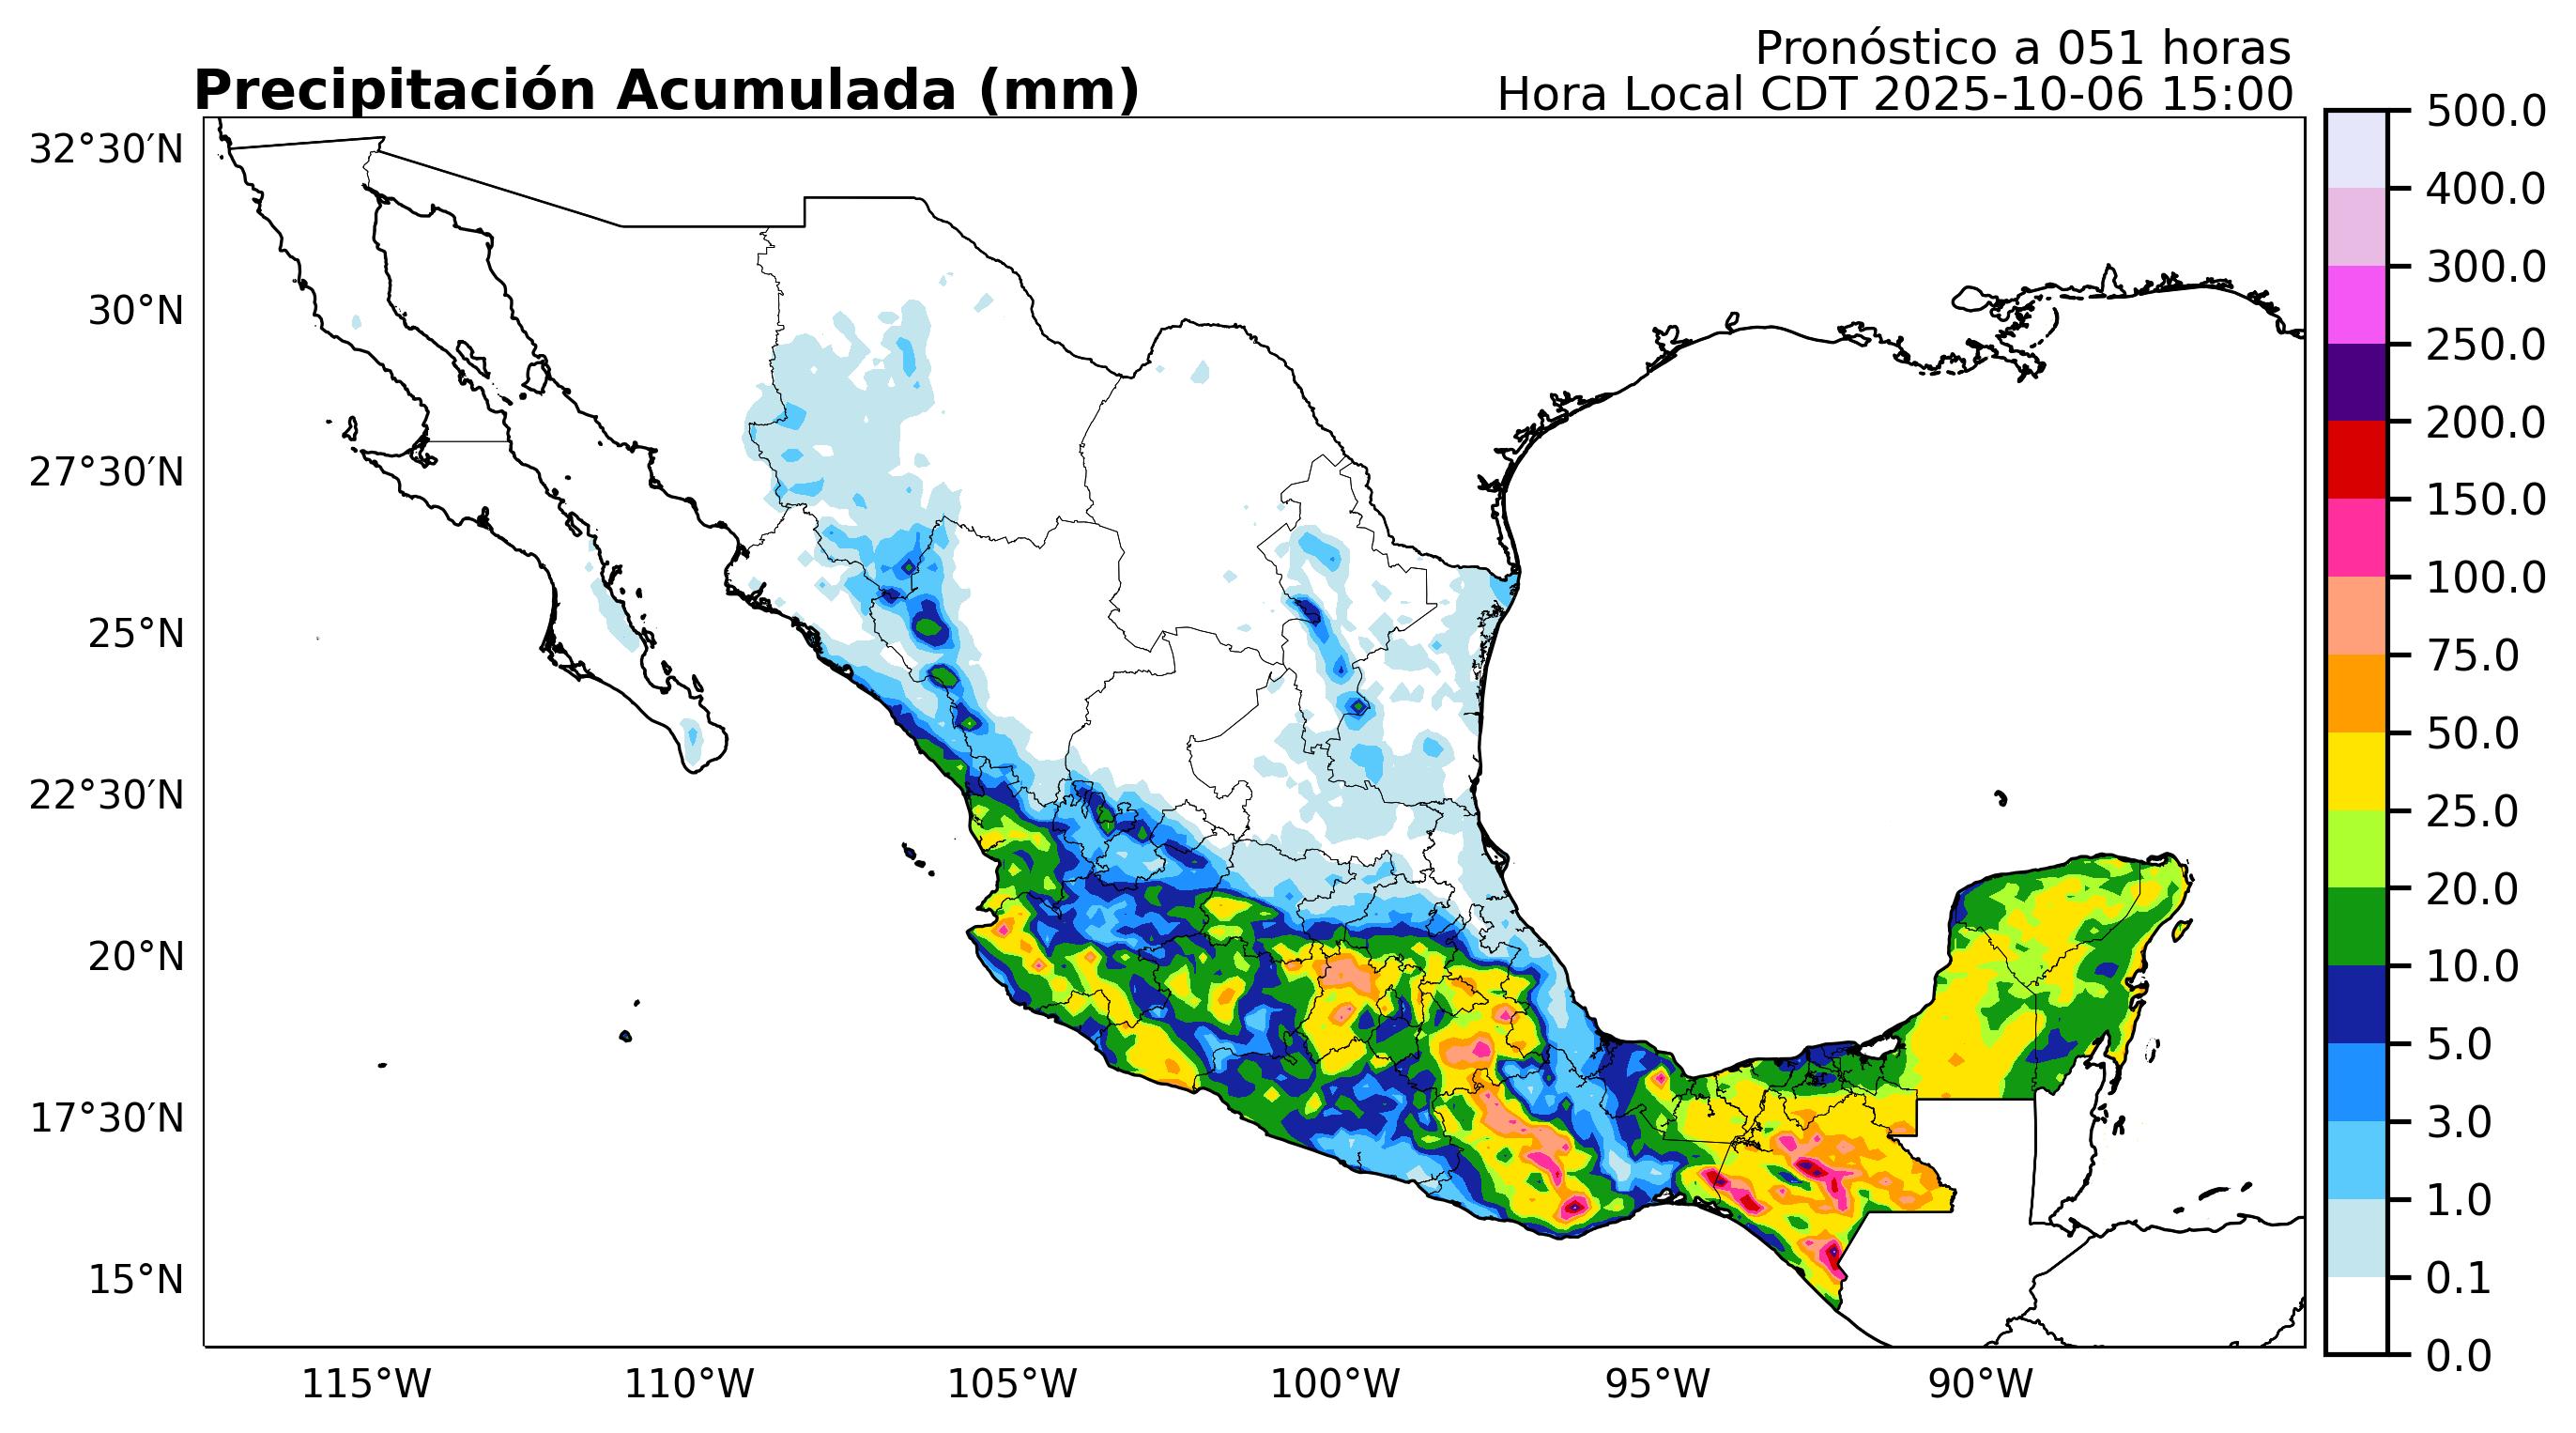 Pronóstico a 051 horas
Precipitación Acumulada (mm)
Hora Local CDT 2025-10-06 15:00
32°30′N
30°N
27°30′N
25°N
22°30′N
20°N
17°30′N
15°N
115°W
110°W
105°W
100°W
95°W
90°W
500.0
400.0
300.0
250.0
200.0
150.0
100.0
75.0
50.0
25.0
20.0
10.0
5.0
3.0
1.0
0.1
0.0